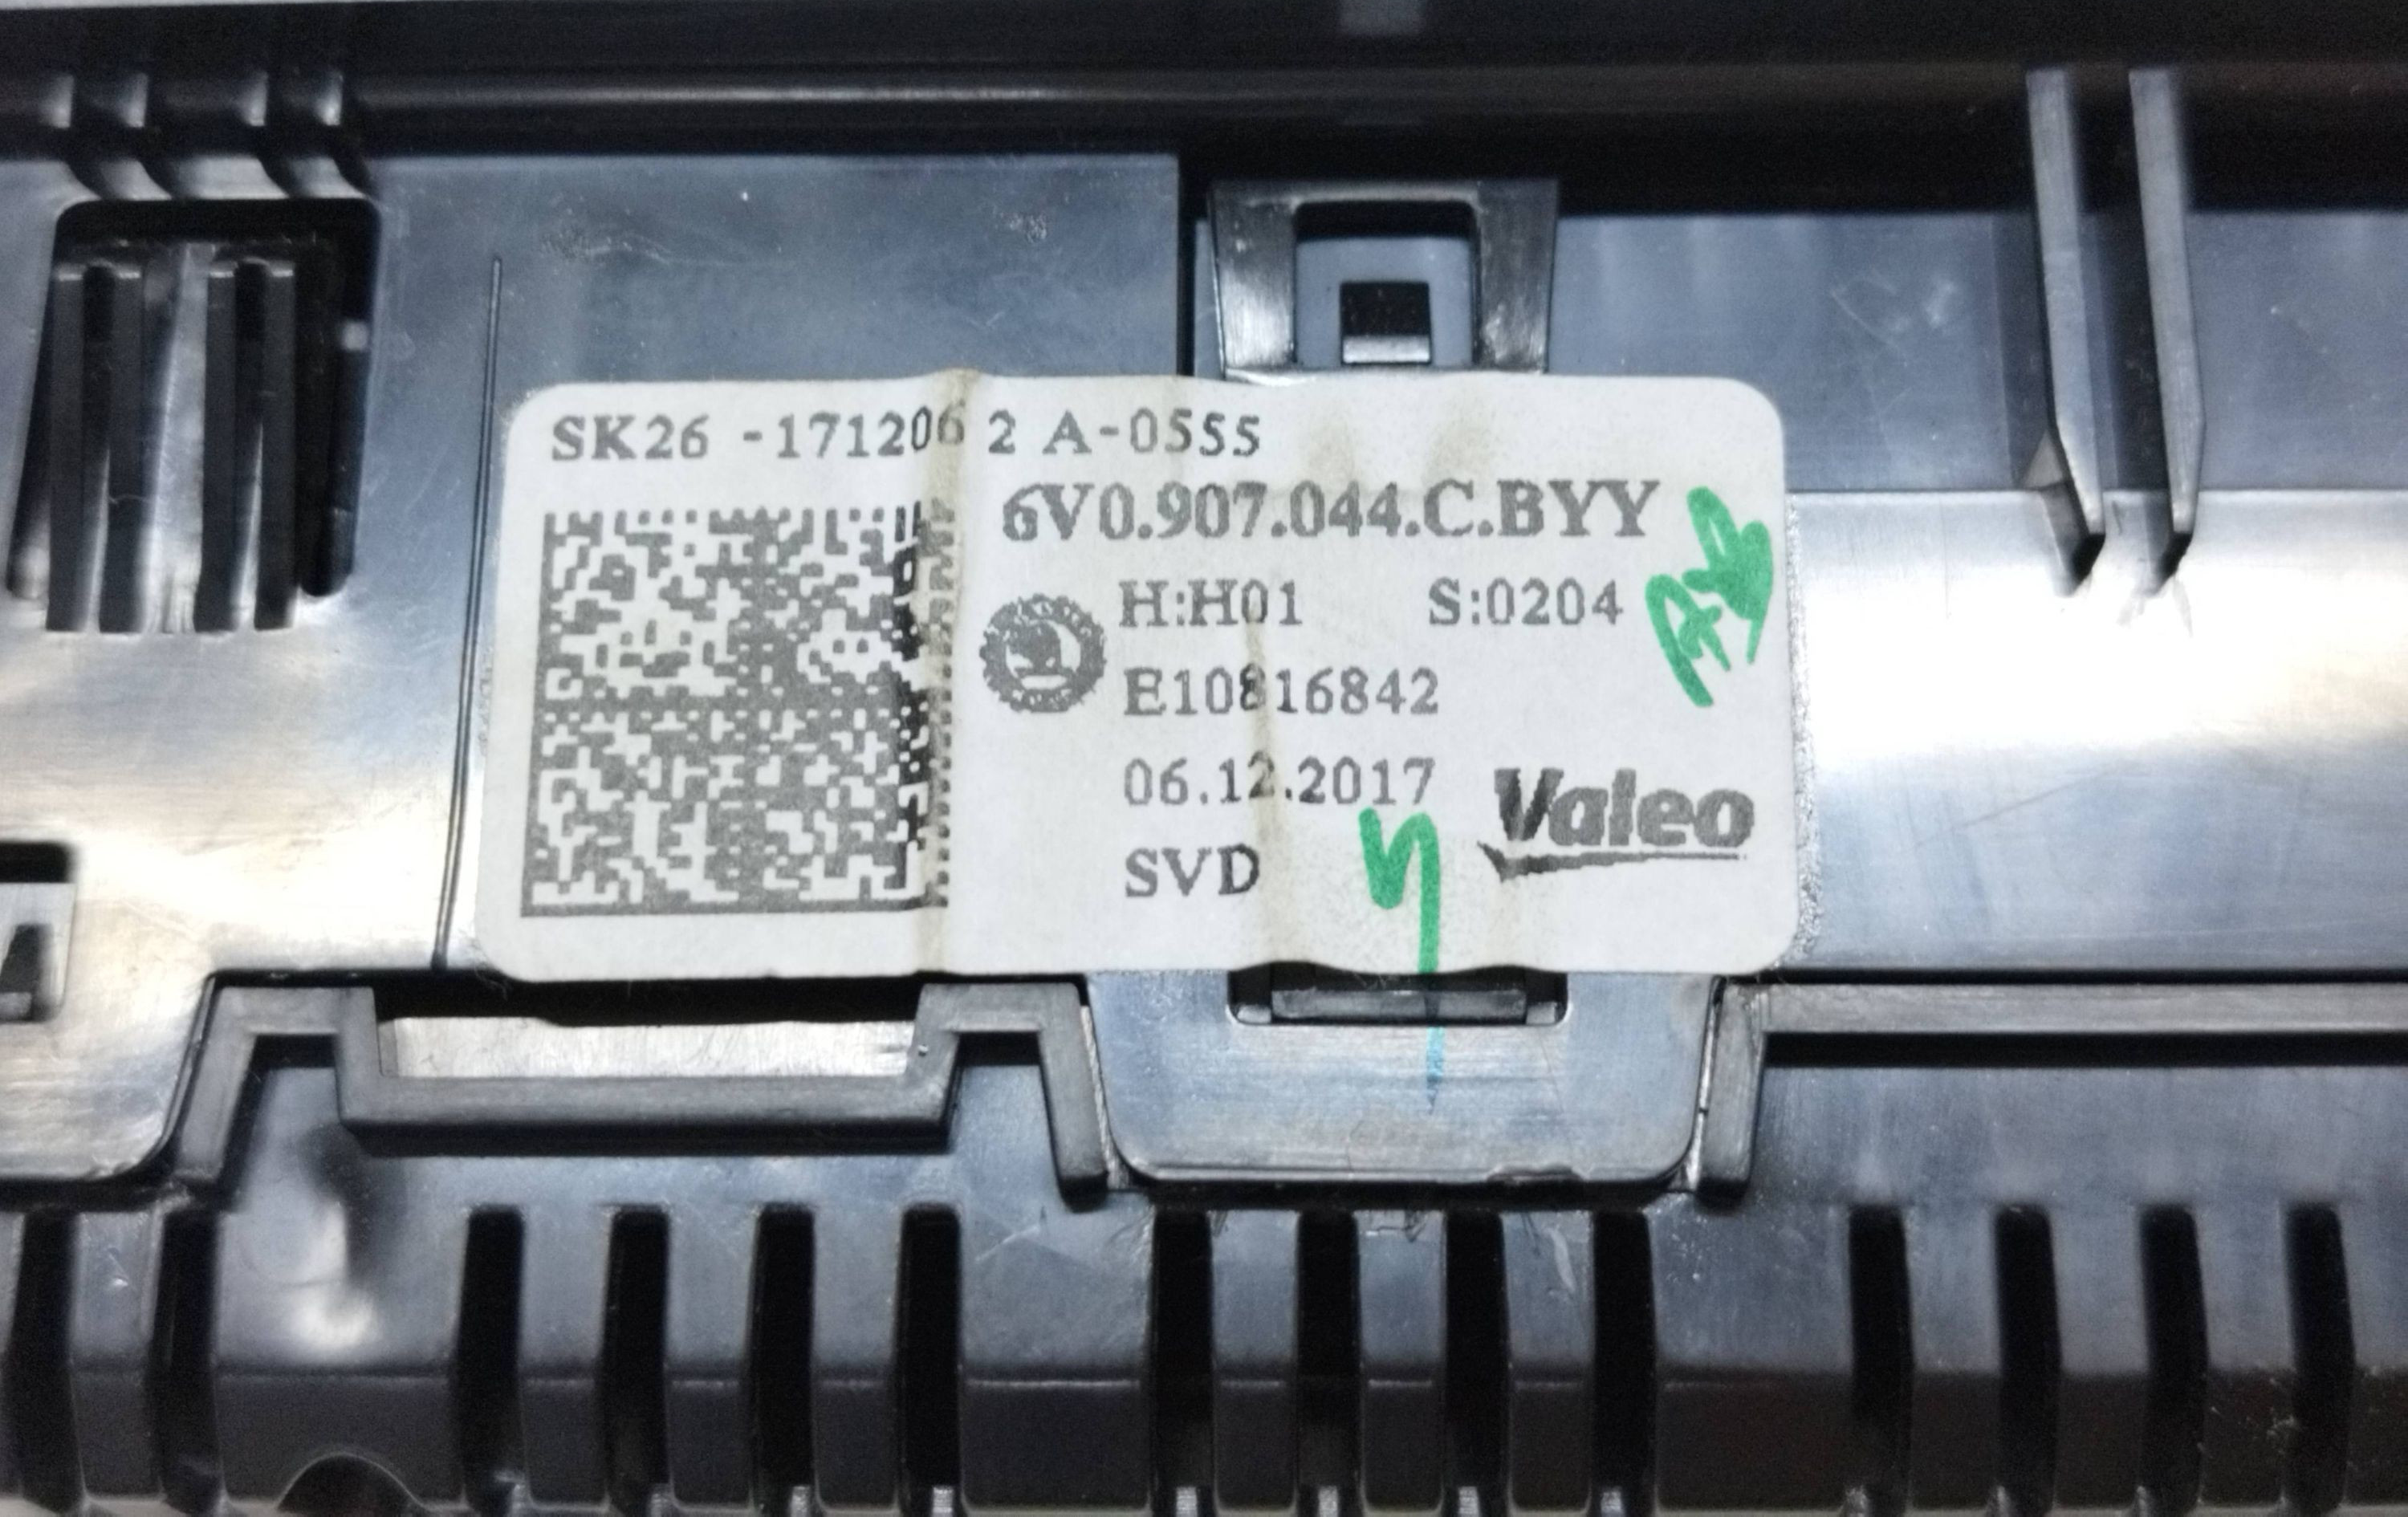 SK26 -171206 2 A-0555
6V0.907.044.C.BYY
H:H01 S:0204
E10816842
06.12.2017
Valeo
SVD